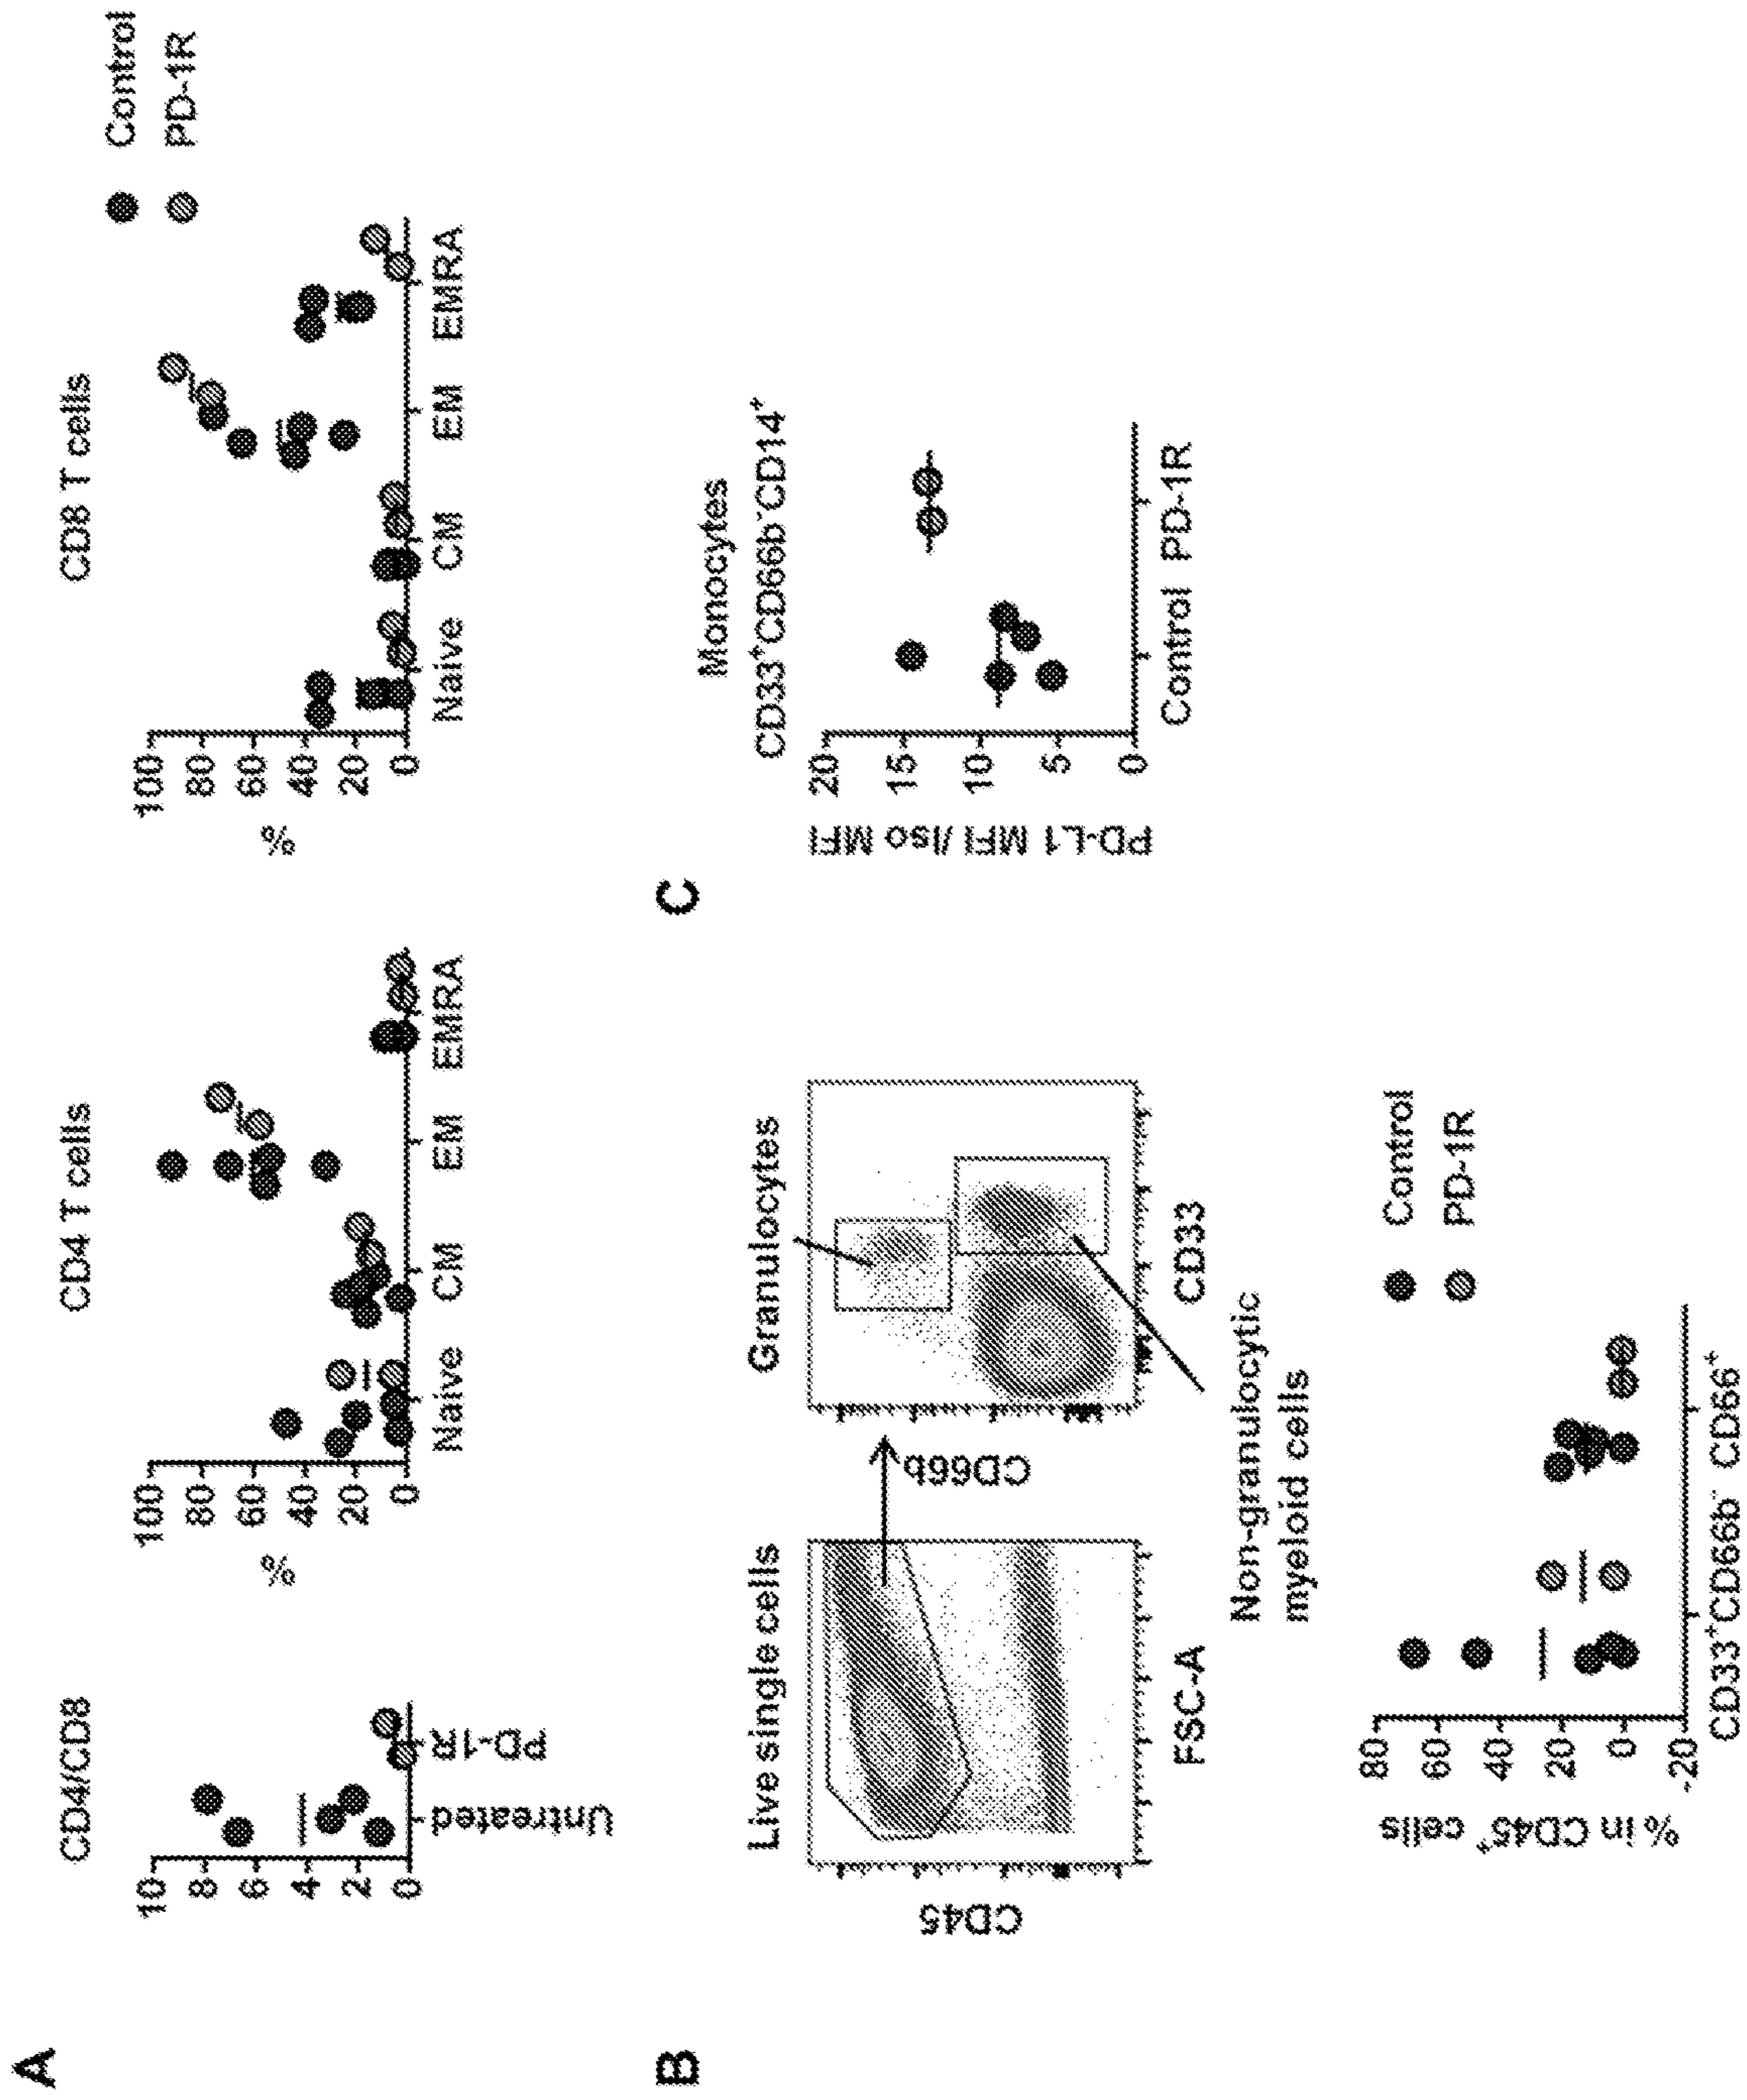 A
CD4/CD8
10
8
6
4
2
0
Untreated
PD-1R
CD4 T cells
%
100
80
60
40
20
0
Naive CM EM EMRA
CD8 T cells
%
100
80
60
40
20
0
Naive CM EM EMRA
Control
PD-1R
B
Live single cells
CD45
FSC-A
Granulocytes
CD66b
CD33
Non-granulocytic
myeloid cells
% in CD45⁺ cells
80
60
40
20
0
-20
CD33⁺CD66b⁻ CD66⁺
Control
PD-1R
C
Monocytes
CD33⁺CD66b⁻CD14⁺
PD-L1 MFI /Iso MFI
20
15
10
5
0
Control PD-1R